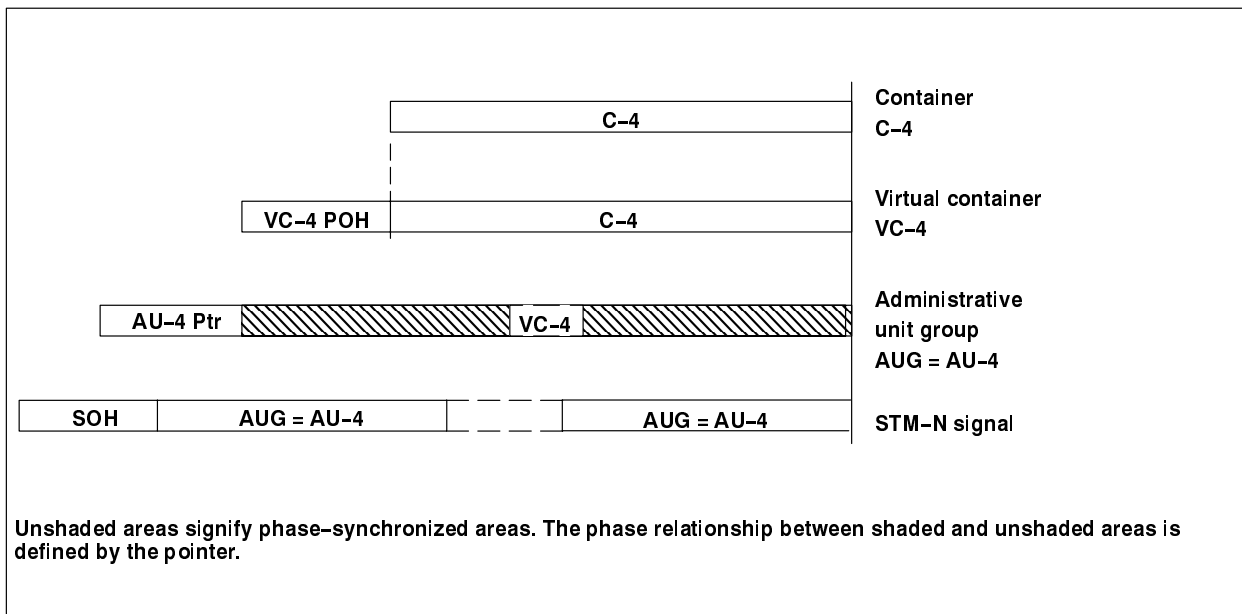 Container
C–4
C–4
Virtual container
VC–4 POH
C–4
VC–4
Administrative
AU–4 Ptr
VC–4
unit group
AUG = AU–4
SOH
AUG = AU–4
AUG = AU–4
STM–N signal
Unshaded areas signify phase–synchronized areas. The phase relationship between shaded and unshaded areas is
defined by the pointer.